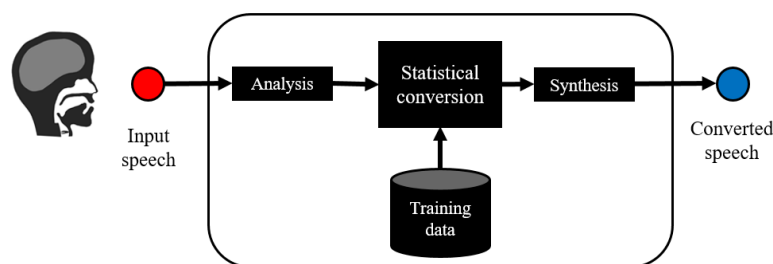 Input
speech
Analysis
Statistical
conversion
Synthesis
Converted
speech
Training
data